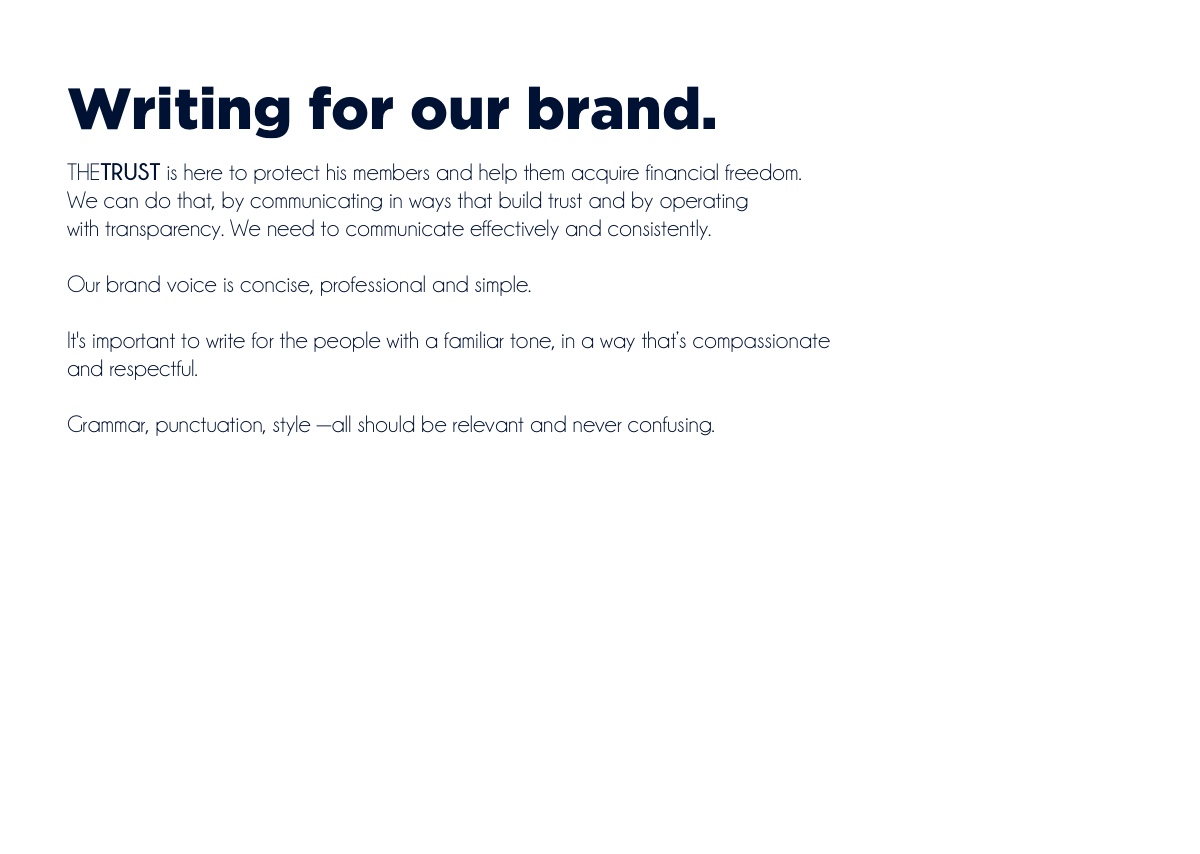 Writing for our brand.
THETRUST is here to protect his members and help them acquire financial freedom.
We can do that, by communicating in ways that build trust and by operating
with transparency. We need to communicate effectively and consistently.
Our brand voice is concise, professional and simple.
It's important to write for the people with a familiar tone, in a way that's compassionate
and respectful.
Grammar, punctuation, style —all should be relevant and never confusing.